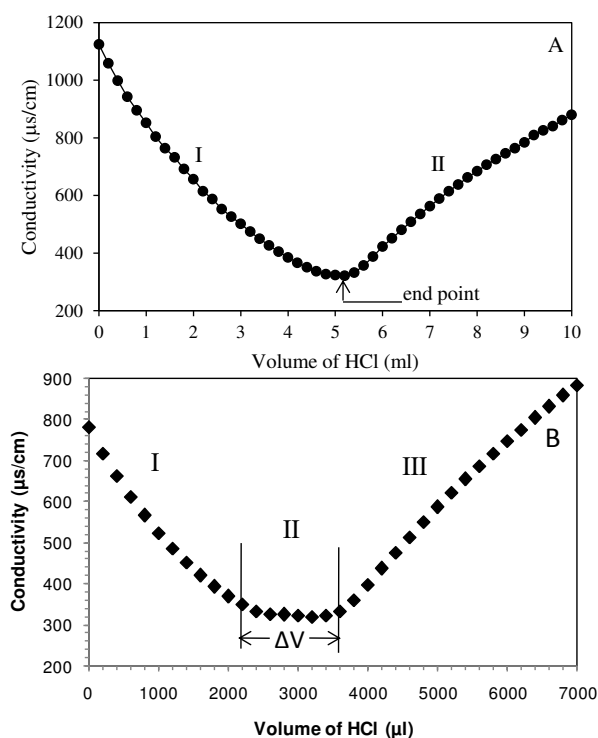 A
1200
1000
800
600
400
200
Conductivity (µs/cm)
I
II
end point
0 1 2 3 4 5 6 7 8 9 10
Volume of HCl (ml)
B
900
800
700
600
500
400
300
200
Conductivity (µs/cm)
I
II
III
ΔV
0 1000 2000 3000 4000 5000 6000 7000
Volume of HCl (µl)